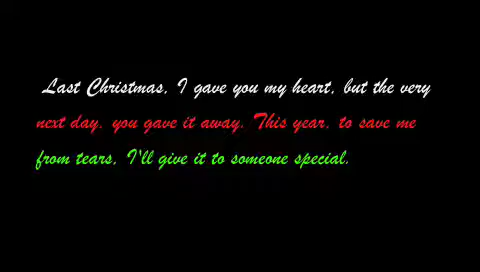 Last Christmas, I gave you my heart, but the very
next day, you gave it away. This year, to save me
from tears, I'll give it to someone special.